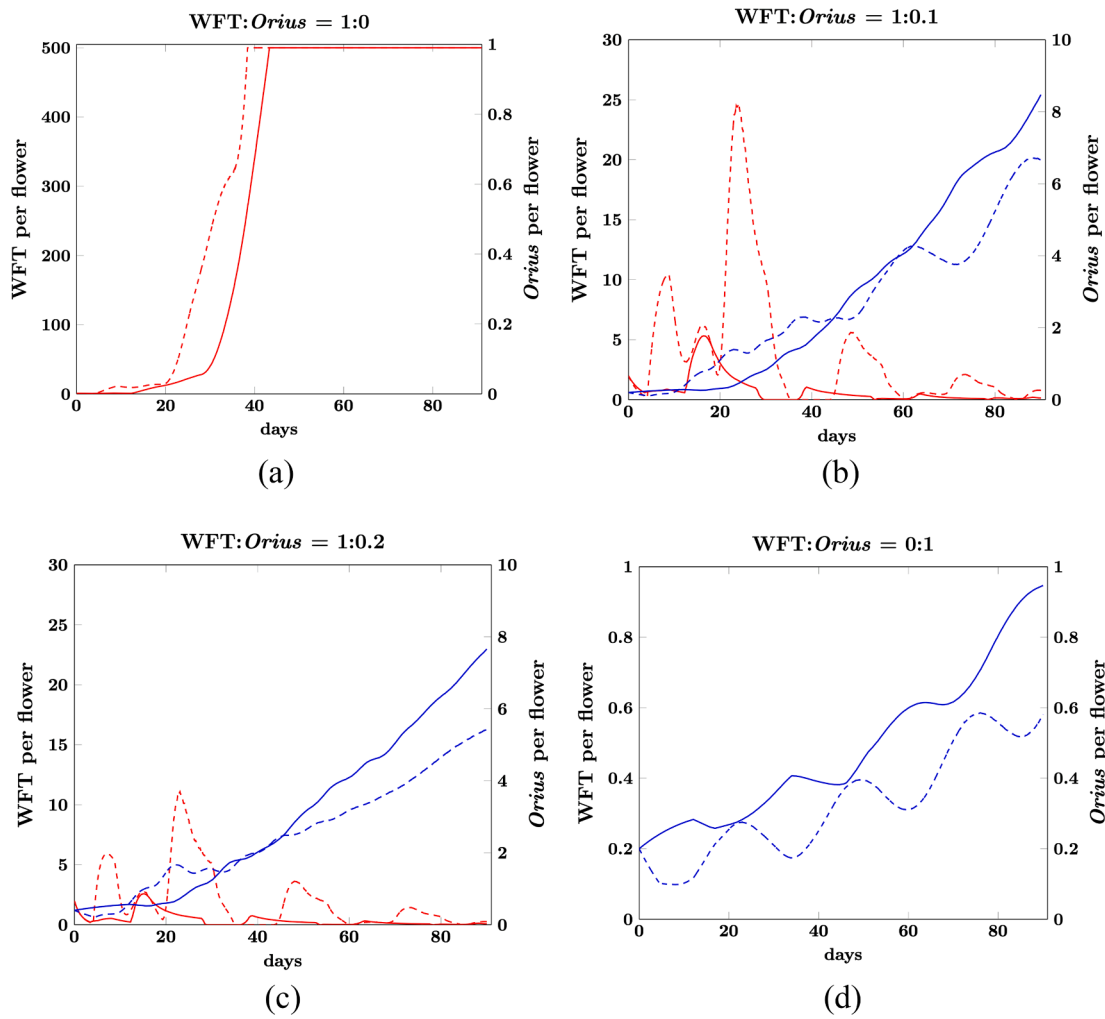 WFT:Orius = 1:0
WFT per flower
500
400
300
200
100
0
1
0.8
0.6
0.4
0.2
0
Orius per flower
0 20 40 60 80
days
(a)
WFT:Orius = 1:0.1
WFT per flower
30
25
20
15
10
5
0
10
8
6
4
2
0
Orius per flower
0 20 40 60 80
days
(b)
WFT:Orius = 1:0.2
WFT per flower
30
25
20
15
10
5
0
10
8
6
4
2
0
Orius per flower
0 20 40 60 80
days
(c)
WFT:Orius = 0:1
WFT per flower
1
0.8
0.6
0.4
0.2
0
1
0.8
0.6
0.4
0.2
0
Orius per flower
0 20 40 60 80
days
(d)